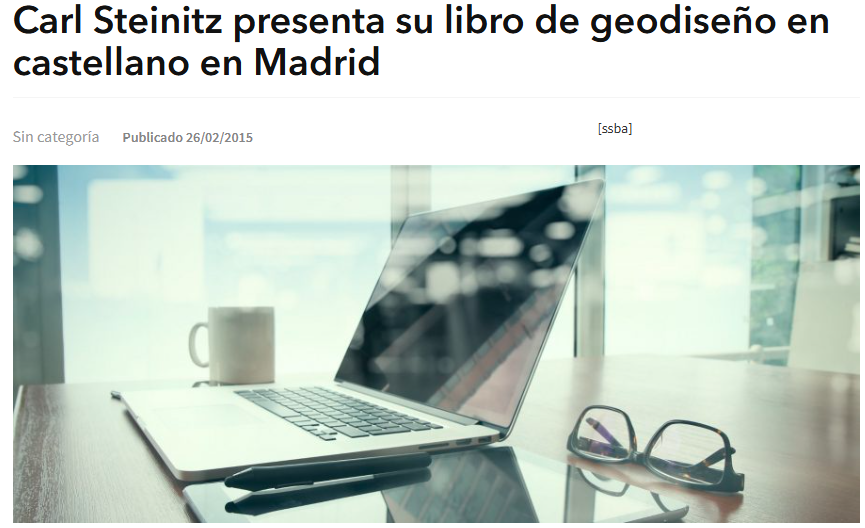 Carl Steinitz presenta su libro de geodiseño en
castellano en Madrid
Sin categoría
Publicado 26/02/2015
[ssba]